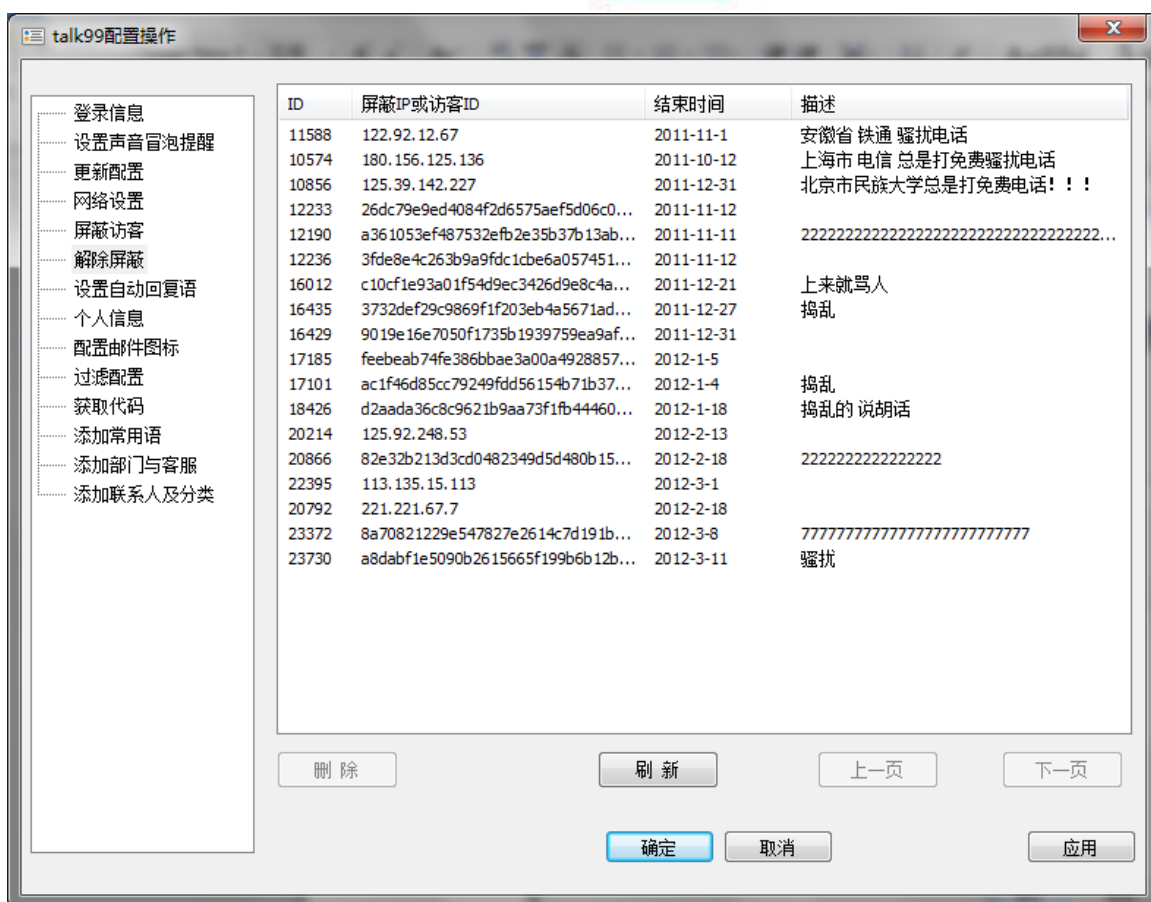 talk99配置操作
登录信息
设置声音冒泡提醒
更新配置
网络设置
屏蔽访客
解除屏蔽
设置自动回复语
个人信息
配置邮件图标
过滤配置
获取代码
添加常用语
添加部门与客服
添加联系人及分类
ID 屏蔽IP或访客ID 结束时间 描述
11588 122.92.12.67 2011-11-1 安徽省 铁通 骚扰电话
10574 180.156.125.136 2011-10-12 上海市 电信 总是打免费骚扰电话
10856 125.39.142.227 2011-12-31 北京市民族大学总是打免费电话！！！
12233 26dc79e9ed4084f2d6575aef5d06c0... 2011-11-12
12190 a361053ef487532efb2e35b37b13ab... 2011-11-11 2222222222222222222222222222222222...
12236 3fde8e4c263b9a9fdc1cbe6a057451... 2011-11-12
16012 c10cf1e93a01f54d9ec3426d9e8c4a... 2011-12-21 上来就骂人
16435 3732def29c9869f1f203eb4a5671ad... 2011-12-27 捣乱
16429 9019e16e7050f1735b1939759ea9af... 2011-12-31
17185 feebeab74fe386bbae3a00a4928857... 2012-1-5
17101 ac1f46d85cc79249fdd56154b71b37... 2012-1-4 捣乱
18426 d2aada36c8c9621b9aa73f1fb44460... 2012-1-18 捣乱的 说胡话
20214 125.92.248.53 2012-2-13
20866 82e32b213d3cd0482349d5d480b15... 2012-2-18 2222222222222222
22395 113.135.15.113 2012-3-1
20792 221.221.67.7 2012-2-18
23372 8a70821229e547827e2614c7d191b... 2012-3-8 77777777777777777777777777
23730 a8dabf1e5090b2615665f199b6b12b... 2012-3-11 骚扰
删 除 刷 新 上一页 下一页
确定 取消 应用